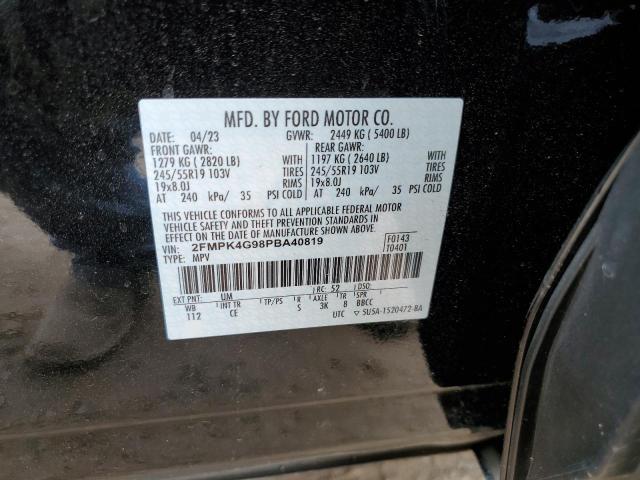 MFD. BY FORD MOTOR CO.
DATE: 04/23 GVWR: 2449 KG ( 5400 LB)
FRONT GAWR: REAR GAWR:
1279 KG ( 2820 LB) WITH 1197 KG ( 2640 LB) WITH
245/55R19 103V TIRES 245/55R19 103V TIRES
19x8.0J RIMS 19x8.0J RIMS
AT 240 kPa/ 35 PSI COLD AT 240 kPa/ 35 PSI COLD
THIS VEHICLE CONFORMS TO ALL APPLICABLE FEDERAL MOTOR
VEHICLE SAFETY AND THEFT PREVENTION STANDARDS IN
EFFECT ON THE DATE OF MANUFACTURE SHOWN ABOVE.
VIN: 2FMPK4G98PBA40819 F0143
TYPE: MPV T0401
EXT PNT: UM RC: 52 DSO:
WB INT TR TP/PS R AXLE TR SPR
112 CE S 3K 8 BBCC
UTC ▽ SU5A-1520472-BA